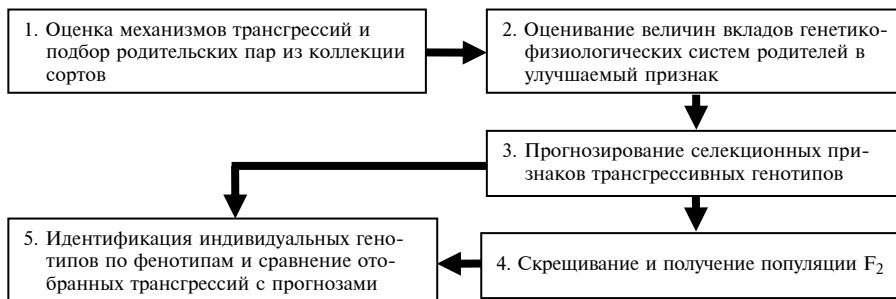 1. Оценка механизмов трансгрессий и
подбор родительских пар из коллекции
сортов
2. Оценивание величин вкладов генетико-
физиологических систем родителей в
улучшаемый признак
3. Прогнозирование селекционных при-
знаков трансгрессивных генотипов
4. Скрещивание и получение популяции F₂
5. Идентификация индивидуальных гено-
типов по фенотипам и сравнение ото-
бранных трансгрессий с прогнозами